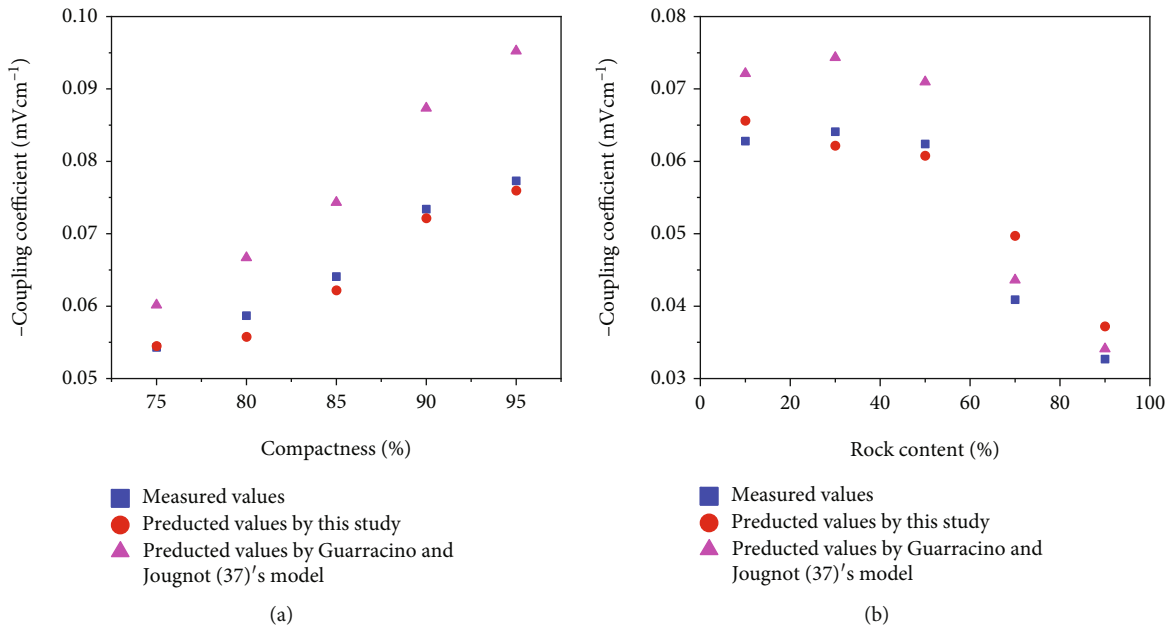 0.10
0.09
0.08
0.07
0.06
0.05
–Coupling coefficient (mVcm⁻¹)
75 80 85 90 95
Compactness (%)
Measured values
Preducted values by this study
Preducted values by Guarracino and
Jougnot (37)′s model
(a)
0.08
0.07
0.06
0.05
0.04
0.03
–Coupling coefficient (mVcm⁻¹)
0 20 40 60 80 100
Rock content (%)
Measured values
Preducted values by this study
Preducted values by Guarracino and
Jougnot (37)′s model
(b)